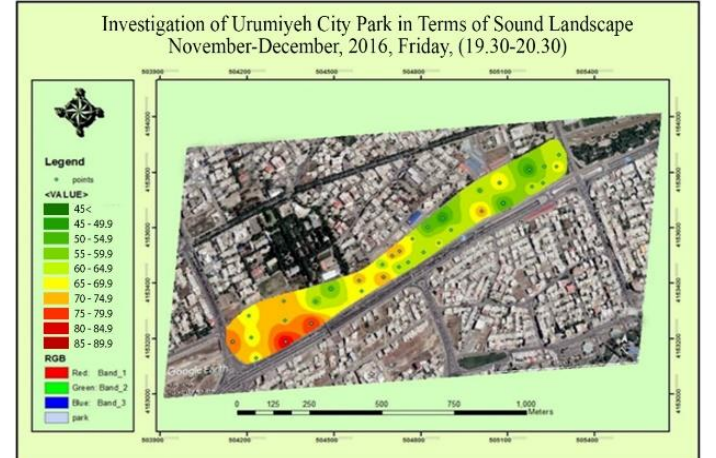 Investigation of Urumiyeh City Park in Terms of Sound Landscape
November-December, 2016, Friday, (19.30-20.30)
503900 504200 504500 504800 505100 505400
Legend
points
<VALUE>
45<
45 - 49.9
50 - 54.9
55 - 59.9
60 - 64.9
65 - 69.9
70 - 74.9
75 - 79.9
80 - 84.9
85 - 89.9
RGB
Red: Band_1
Green: Band_2
Blue: Band_3
park
Google Earth
0 125 250 500 750 1,000
Meters
503900 504200 504500 504800 505100 505400